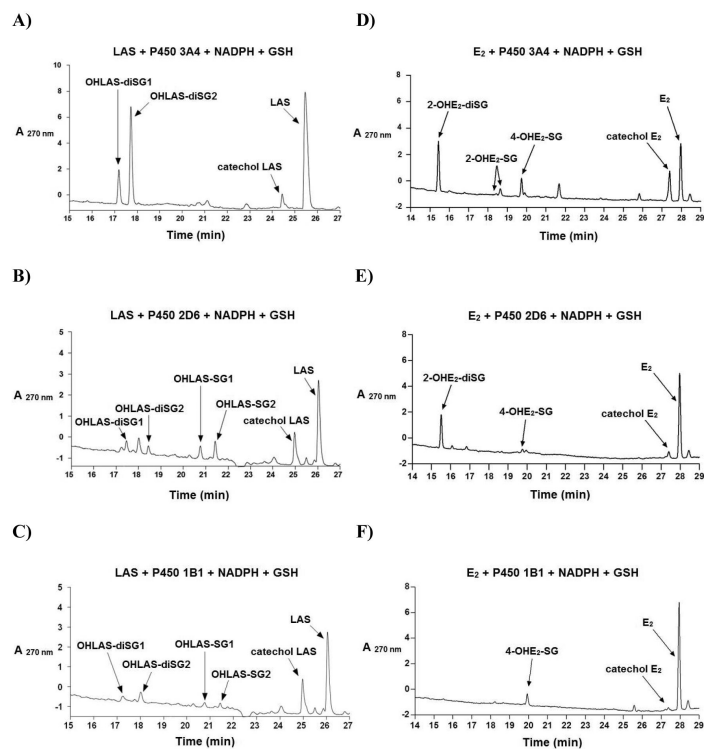 A)
LAS + P450 3A4 + NADPH + GSH
OHLAS-diSG1
OHLAS-diSG2
LAS
catechol LAS
A 270 nm
10
8
6
4
2
0
15 16 17 18 19 20 21 22 23 24 25 26 27
Time (min)
B)
LAS + P450 2D6 + NADPH + GSH
OHLAS-SG1
LAS
OHLAS-diSG2
OHLAS-SG2
OHLAS-diSG1
catechol LAS
A 270 nm
5
4
3
2
1
0
-1
15 16 17 18 19 20 21 22 23 24 25 26 27
Time (min)
C)
LAS + P450 1B1 + NADPH + GSH
LAS
OHLAS-diSG1
OHLAS-SG1
catechol LAS
OHLAS-diSG2
OHLAS-SG2
A 270 nm
5
4
3
2
1
0
-1
15 16 17 18 19 20 21 22 23 24 25 26 27
Time (min)
D)
E₂ + P450 3A4 + NADPH + GSH
2-OHE₂-diSG
E₂
4-OHE₂-SG
catechol E₂
2-OHE₂-SG
A 270 nm
8
6
4
2
0
-2
14 15 16 17 18 19 20 21 22 23 24 25 26 27 28 29
Time (min)
E)
E₂ + P450 2D6 + NADPH + GSH
E₂
2-OHE₂-diSG
4-OHE₂-SG
catechol E₂
A 270 nm
8
6
4
2
0
-2
14 15 16 17 18 19 20 21 22 23 24 25 26 27 28 29
Time (min)
F)
E₂ + P450 1B1 + NADPH + GSH
E₂
4-OHE₂-SG
catechol E₂
A 270 nm
8
6
4
2
0
-2
14 15 16 17 18 19 20 21 22 23 24 25 26 27 28 29
Time (min)